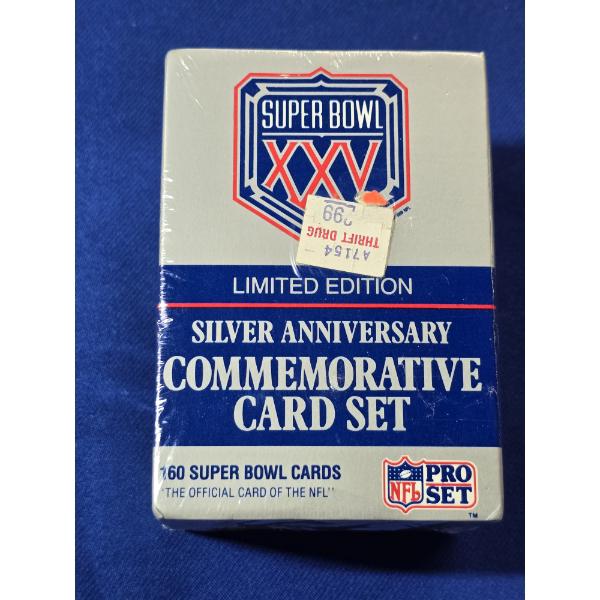 SUPER BOWL
XXV
A7154
THRIFT DRUG
LIMITED EDITION
SILVER ANNIVERSARY
COMMEMORATIVE
CARD SET
160 SUPER BOWL CARDS
"THE OFFICIAL CARD OF THE NFL"
NFL
PRO
SET
TM